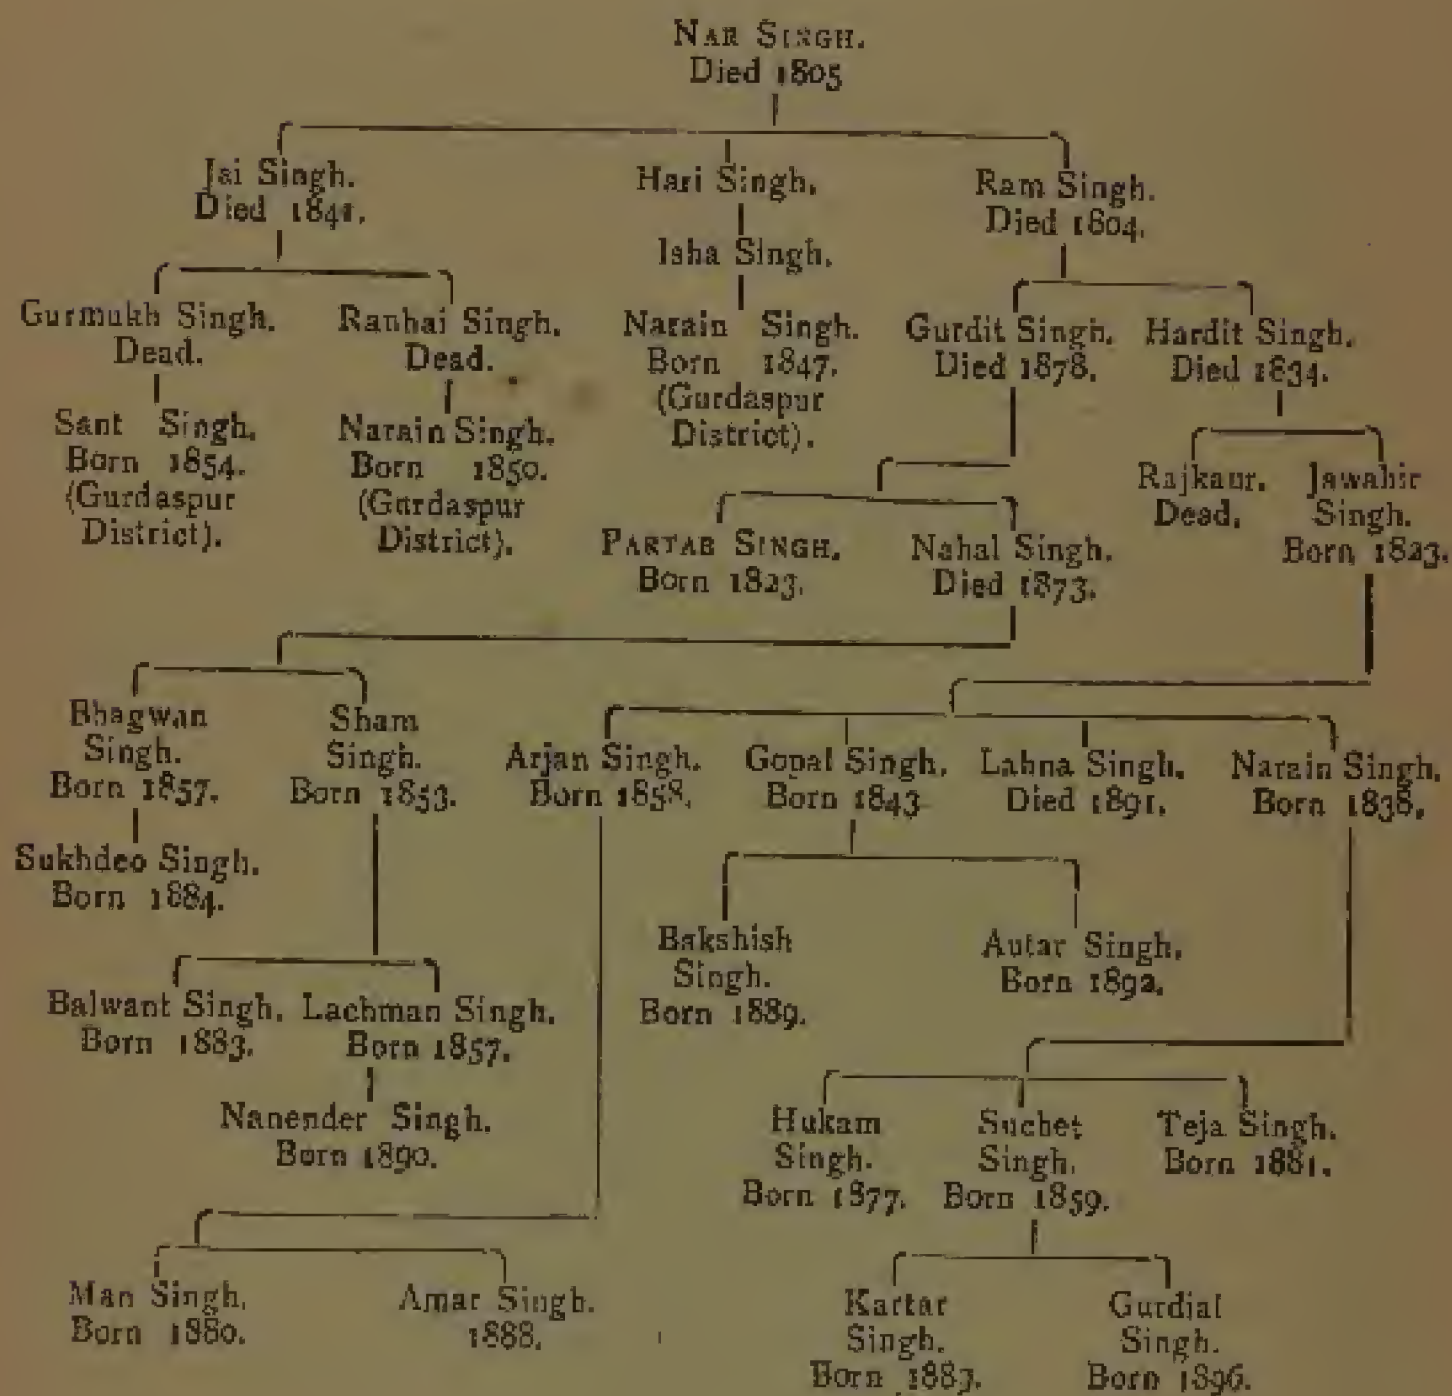 NAR SINGH.
Died 1805
Jai Singh.
Died 1841.
Hari Singh.
Ram Singh.
Died 1804.
Isha Singh.
Gurmukh Singh.
Dead.
Ranhai Singh.
Dead.
Narain Singh.
Born 1847.
(Gurdaspur
District).
Gurdit Singh.
Died 1878.
Hardit Singh.
Died 1834.
Sant Singh.
Born 1854.
(Gurdaspur
District).
Narain Singh.
Born 1850.
(Gurdaspur
District).
Rajkaur.
Dead.
Jawahir
Singh.
Born 1823.
PARTAB SINGH.
Born 1823.
Nahal Singh.
Died 1873.
Bhagwan
Singh.
Born 1857.
Sham
Singh.
Born 1853.
Arjan Singh.
Born 1858.
Gopal Singh.
Born 1843
Lahna Singh.
Died 1891.
Narain Singh.
Born 1838.
Sukhdeo Singh.
Born 1884.
Bakshish
Singh.
Born 1889.
Autar Singh.
Born 1892.
Balwant Singh.
Born 1883.
Lachman Singh.
Born 1857.
Nanender Singh.
Born 1890.
Hukam
Singh.
Born 1877.
Suchet
Singh.
Born 1859.
Teja Singh.
Born 1881.
Man Singh.
Born 1880.
Amar Singh.
1888.
Kartar
Singh.
Born
Gurdial
Singh.
Born 1896.